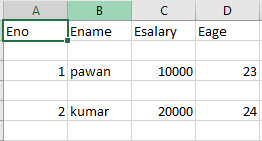 A B C D
Eno Ename Esalary Eage
1 pawan 10000 23
2 kumar 20000 24